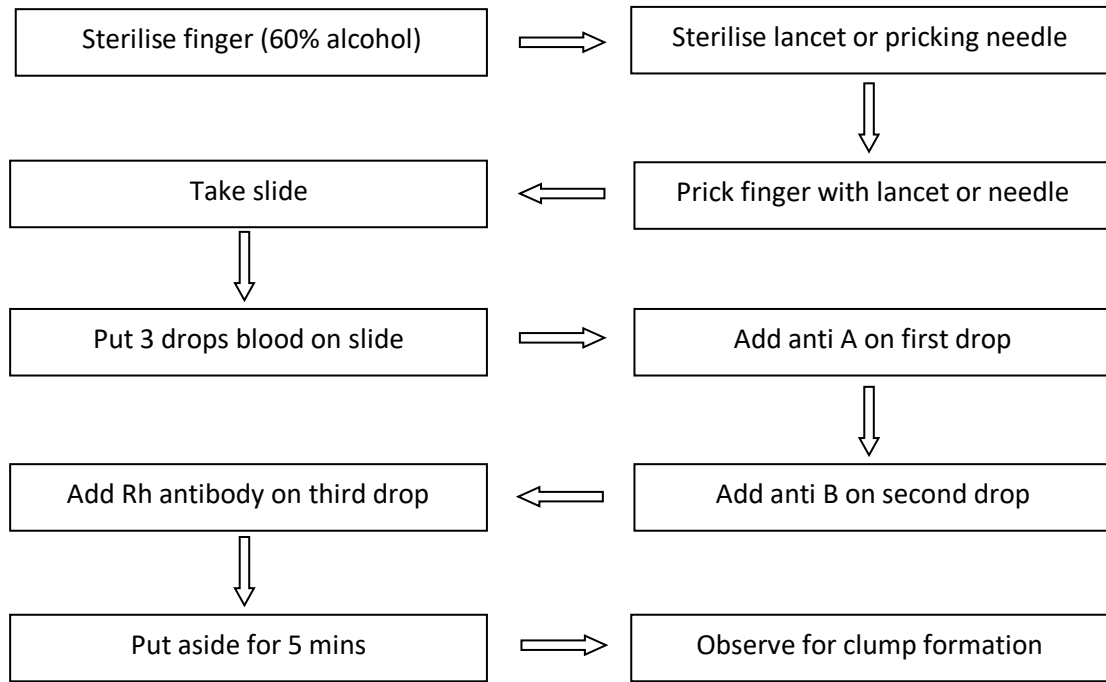 Sterilise finger (60% alcohol)
Sterilise lancet or pricking needle
Prick finger with lancet or needle
Take slide
Put 3 drops blood on slide
Add anti A on first drop
Add anti B on second drop
Add Rh antibody on third drop
Put aside for 5 mins
Observe for clump formation